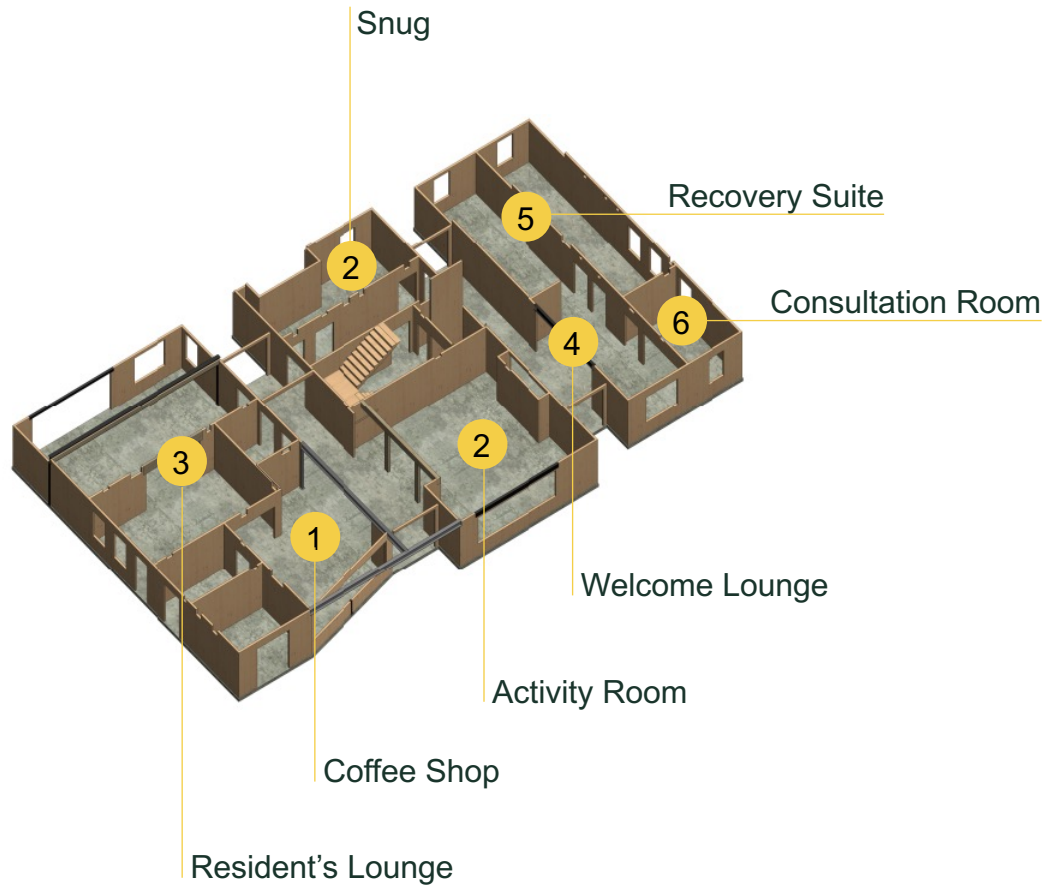 Snug
Recovery Suite
5
2
Consultation Room
6
4
2
3
1
Welcome Lounge
Activity Room
Coffee Shop
Resident’s Lounge